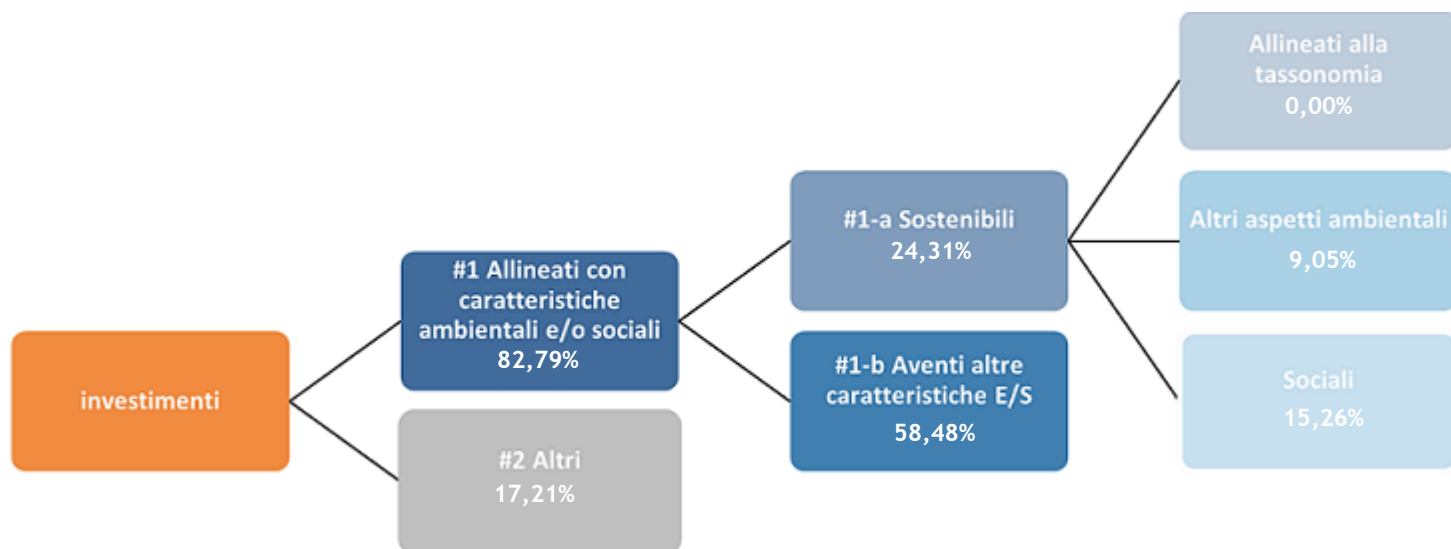 investimenti
#1 Allineati con
caratteristiche
ambientali e/o sociali
82,79%
#2 Altri
17,21%
#1-a Sostenibili
24,31%
#1-b Aventi altre
caratteristiche E/S
58,48%
Allineati alla
tassonomia
0,00%
Altri aspetti ambientali
9,05%
Sociali
15,26%